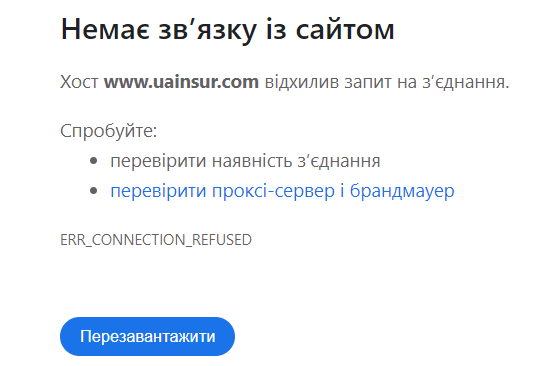 Немає зв’язку із сайтом
Хост www.uainsur.com відхилив запит на з’єднання.
Спробуйте:
• перевірити наявність з’єднання
• перевірити проксі-сервер і брандмауер
ERR_CONNECTION_REFUSED
Перезавантажити